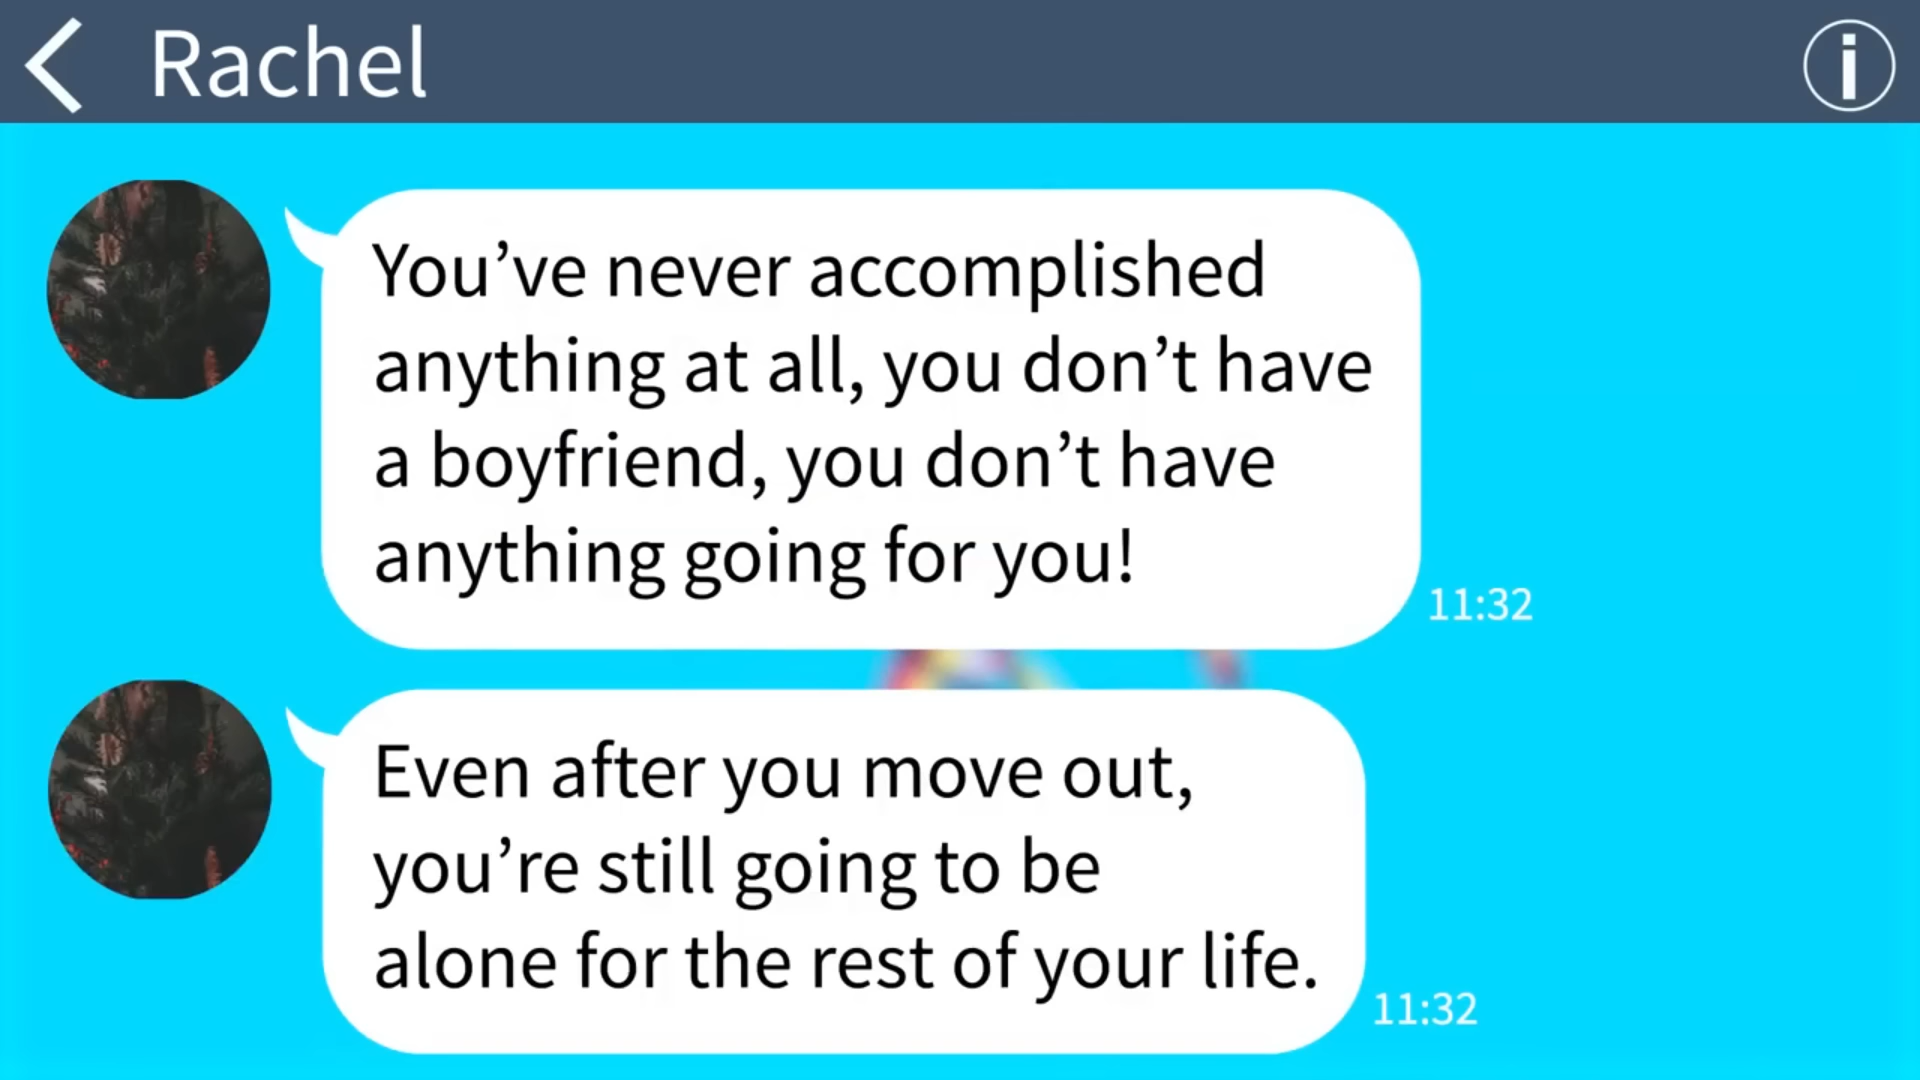 Rachel
You’ve never accomplished
anything at all, you don’t have
a boyfriend, you don’t have
anything going for you!
11:32
Even after you move out,
you’re still going to be
alone for the rest of your life.
11:32